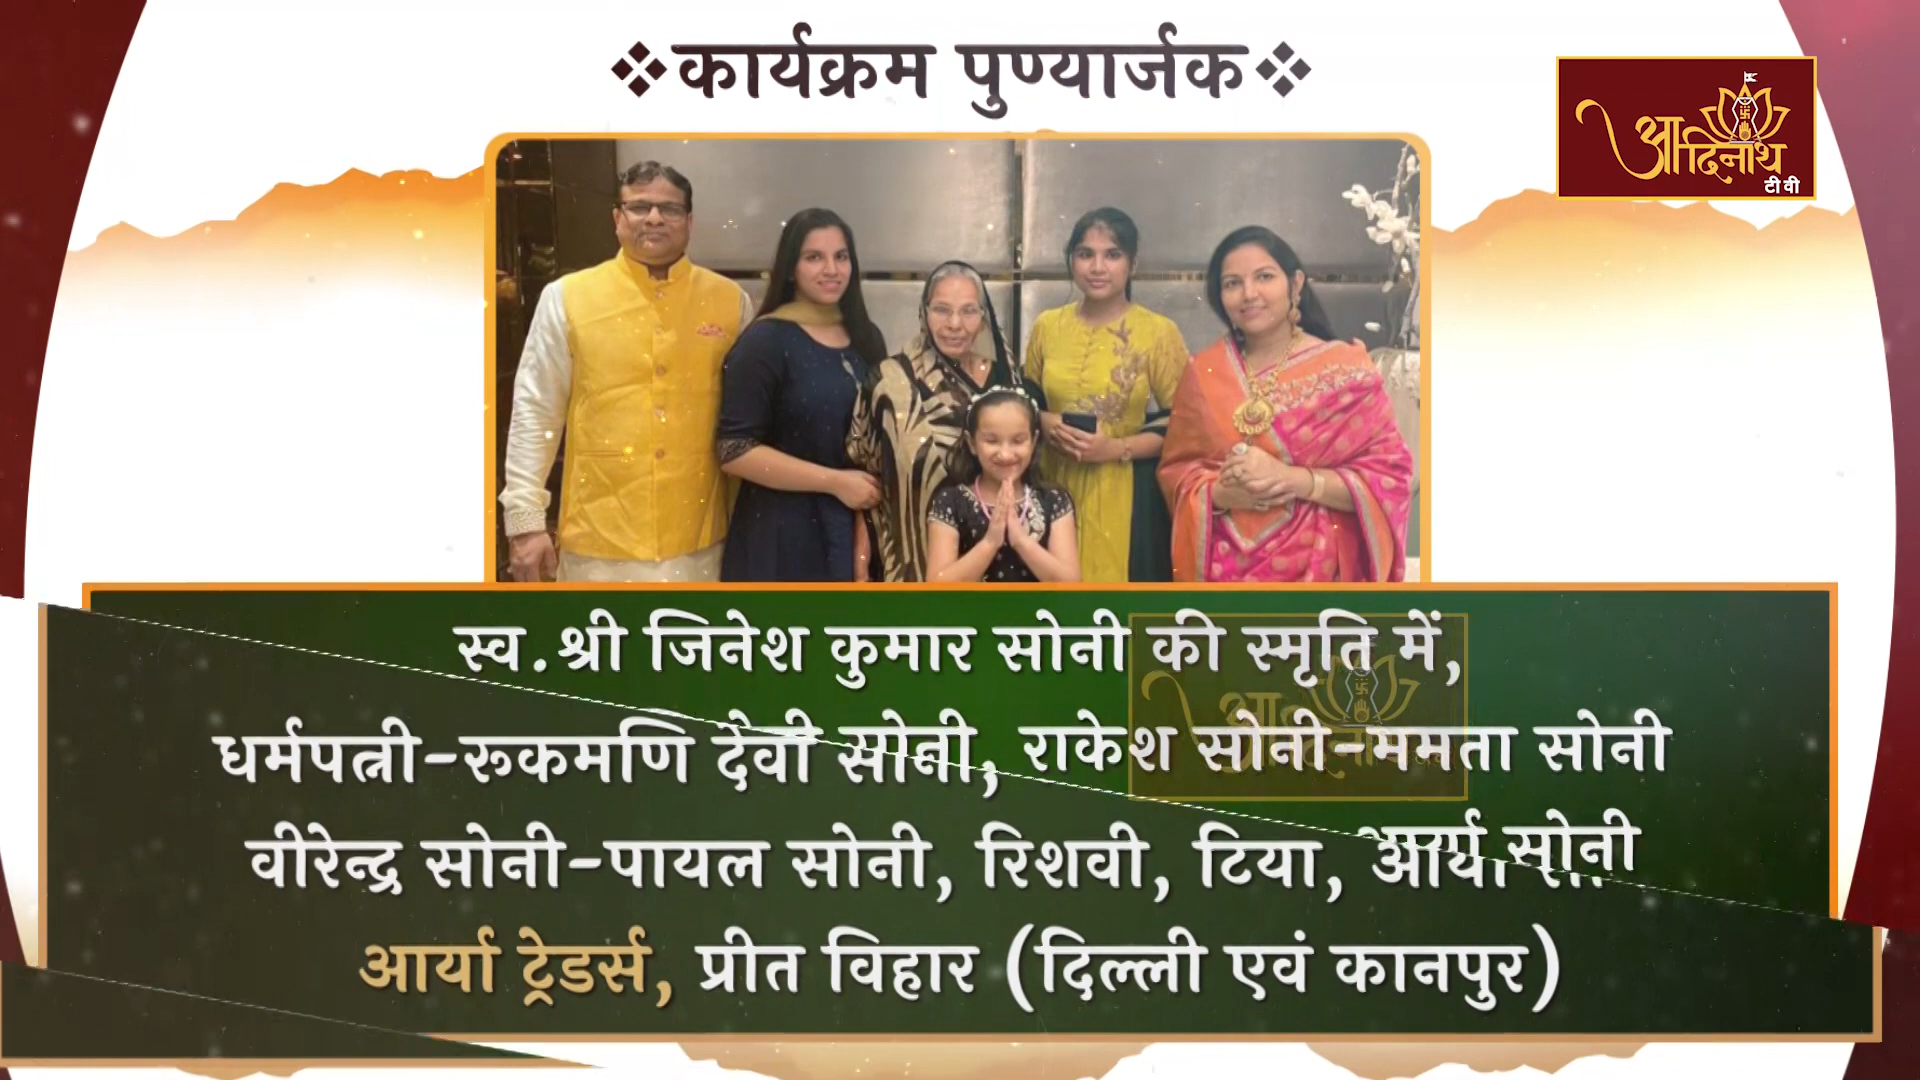 ❖कार्यक्रम पुण्यार्जक❖
आदिनाथ
टीवी
स्व.श्री जिनेश कुमार सोनी की स्मृति में,
धर्मपत्नी-रूकमणि देवी सोनी, राकेश सोनी-ममता सोनी
वीरेन्द्र सोनी-पायल सोनी, रिशवी, टिया, आर्या सोनी
आर्या ट्रेडर्स, प्रीत विहार (दिल्ली एवं कानपुर)